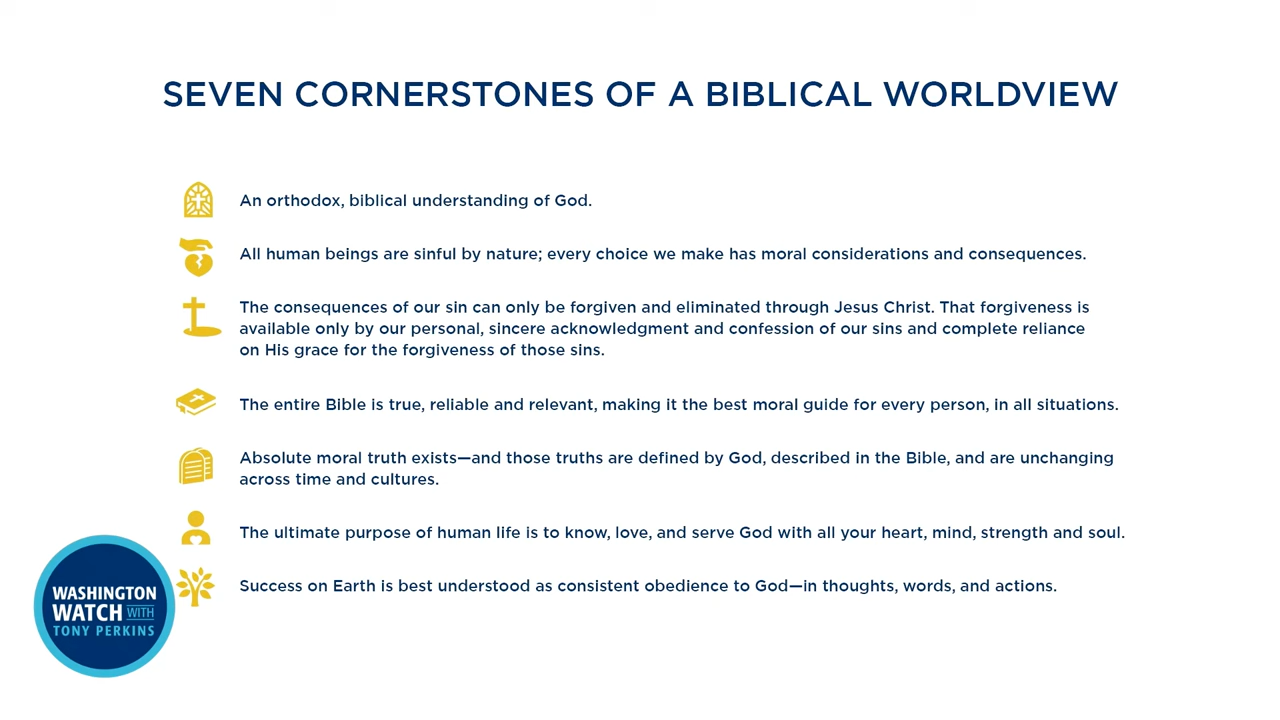 SEVEN CORNERSTONES OF A BIBLICAL WORLDVIEW
An orthodox, biblical understanding of God.
All human beings are sinful by nature; every choice we make has moral considerations and consequences.
The consequences of our sin can only be forgiven and eliminated through Jesus Christ. That forgiveness is
available only by our personal, sincere acknowledgment and confession of our sins and complete reliance
on His grace for the forgiveness of those sins.
The entire Bible is true, reliable and relevant, making it the best moral guide for every person, in all situations.
Absolute moral truth exists—and those truths are defined by God, described in the Bible, and are unchanging
across time and cultures.
The ultimate purpose of human life is to know, love, and serve God with all your heart, mind, strength and soul.
Success on Earth is best understood as consistent obedience to God—in thoughts, words, and actions.
WASHINGTON
WATCH WITH
TONY PERKINS